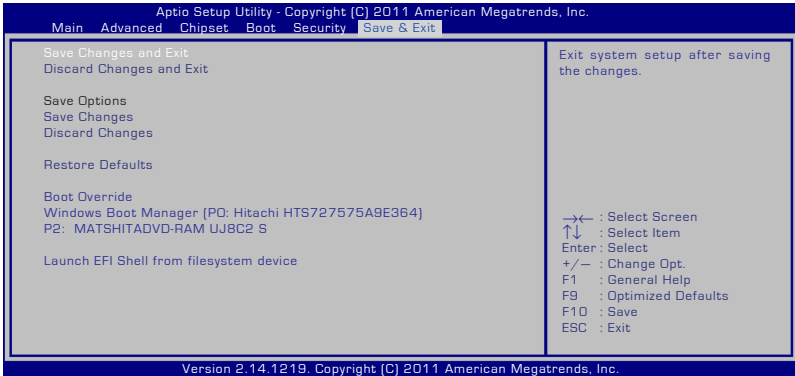 Aptio Setup Utility - Copyright (C) 2011 American Megatrends, Inc.
Main Advanced Chipset Boot Security Save & Exit
Save Changes and Exit
Discard Changes and Exit
Save Options
Save Changes
Discard Changes
Restore Defaults
Boot Override
Windows Boot Manager (PO: Hitachi HTS727575A9E364)
P2: MATSHITADVD-RAM UJ8C2 S
Launch EFI Shell from filesystem device
Exit system setup after saving
the changes.
→← : Select Screen
↑↓ : Select Item
Enter : Select
+/— : Change Opt.
F1 : General Help
F9 : Optimized Defaults
F10 : Save
ESC : Exit
Version 2.14.1219. Copyright (C) 2011 American Megatrends, Inc.